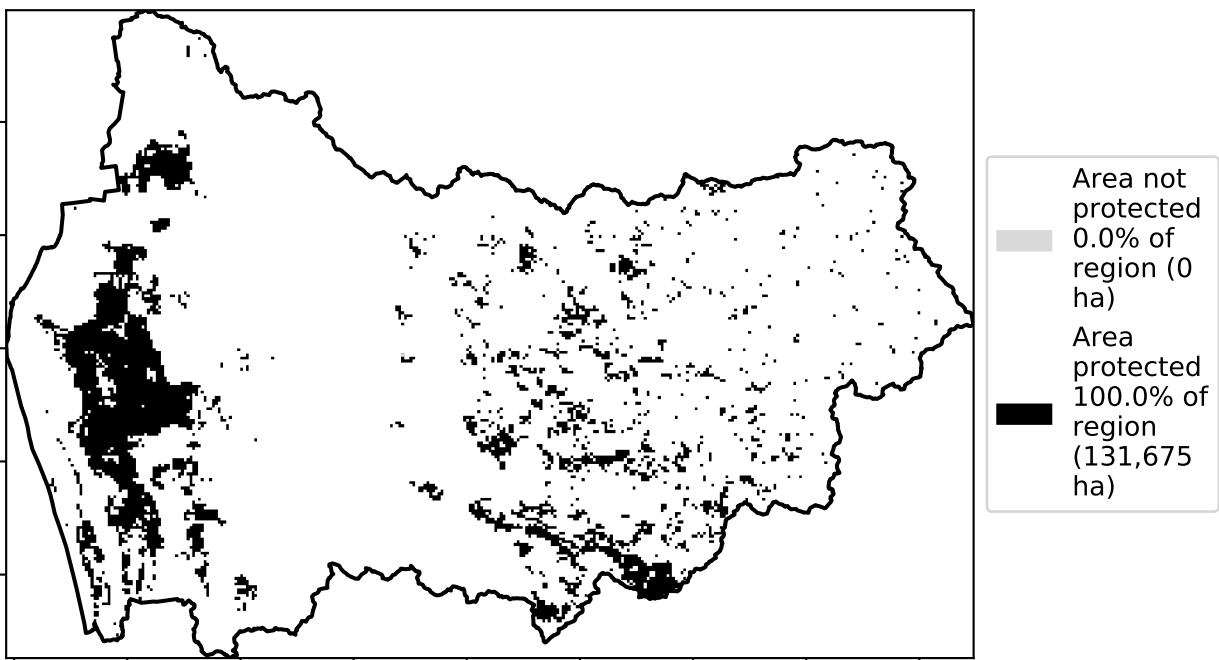 Area not
protected
0.0% of
region (0
ha)
Area
protected
100.0% of
region
(131,675
ha)